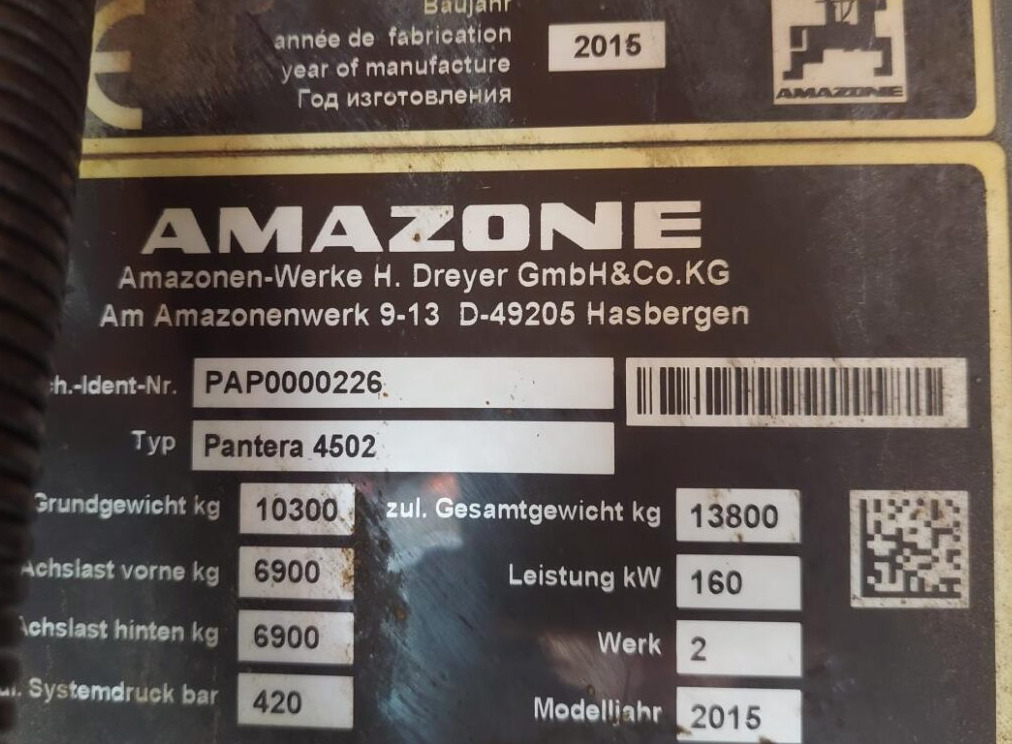 Baujahr
année de fabrication
year of manufacture
Год изготовления
2015
AMAZONE
AMAZONE
Amazonen-Werke H. Dreyer GmbH&Co.KG
Am Amazonenwerk 9-13 D-49205 Hasbergen
h.-Ident-Nr. PAP0000226
Typ Pantera 4502
Grundgewicht kg 10300 zul. Gesamtgewicht kg 13800
Achslast vorne kg 6900 Leistung kW 160
Achslast hinten kg 6900 Werk 2
Systemdruck bar 420 Modelljahr 2015